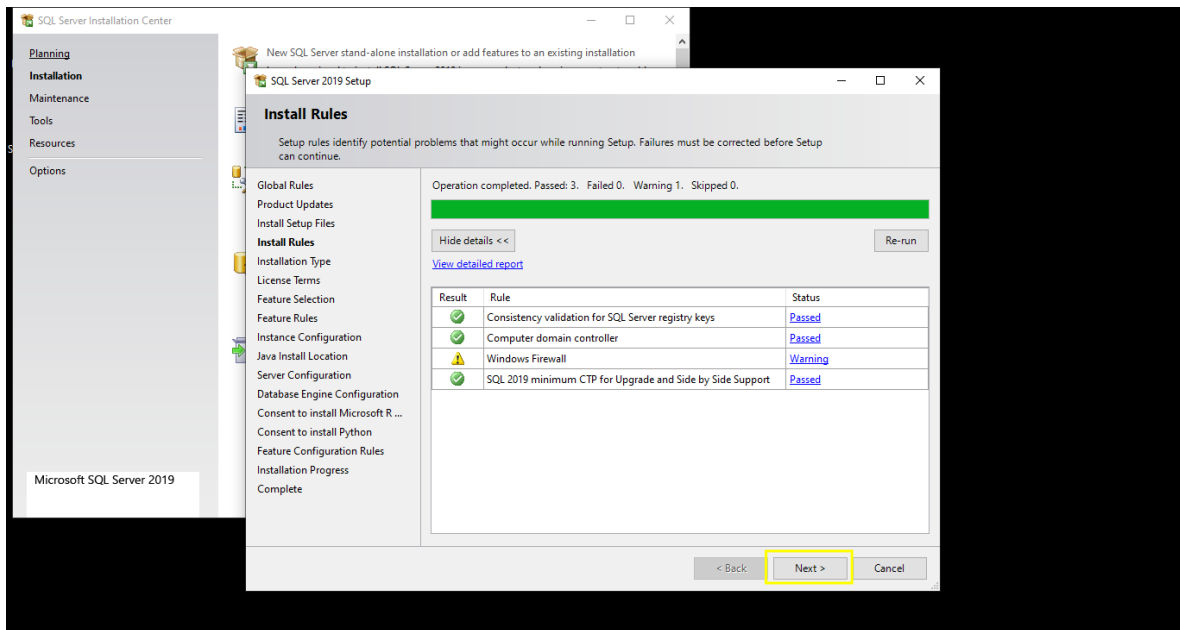 SQL Server Installation Center
Planning
Installation
Maintenance
Tools
Resources
Options
Microsoft SQL Server 2019
New SQL Server stand-alone installation or add features to an existing installation
SQL Server 2019 Setup
Install Rules
Setup rules identify potential problems that might occur while running Setup. Failures must be corrected before Setup
can continue.
Global Rules
Product Updates
Install Setup Files
Install Rules
Installation Type
License Terms
Feature Selection
Feature Rules
Instance Configuration
Java Install Location
Server Configuration
Database Engine Configuration
Consent to install Microsoft R ...
Consent to install Python
Feature Configuration Rules
Installation Progress
Complete
Operation completed. Passed: 3. Failed 0. Warning 1. Skipped 0.
Hide details <<
Re-run
View detailed report
Result Rule Status
Consistency validation for SQL Server registry keys Passed
Computer domain controller Passed
Windows Firewall Warning
SQL 2019 minimum CTP for Upgrade and Side by Side Support Passed
< Back Next > Cancel